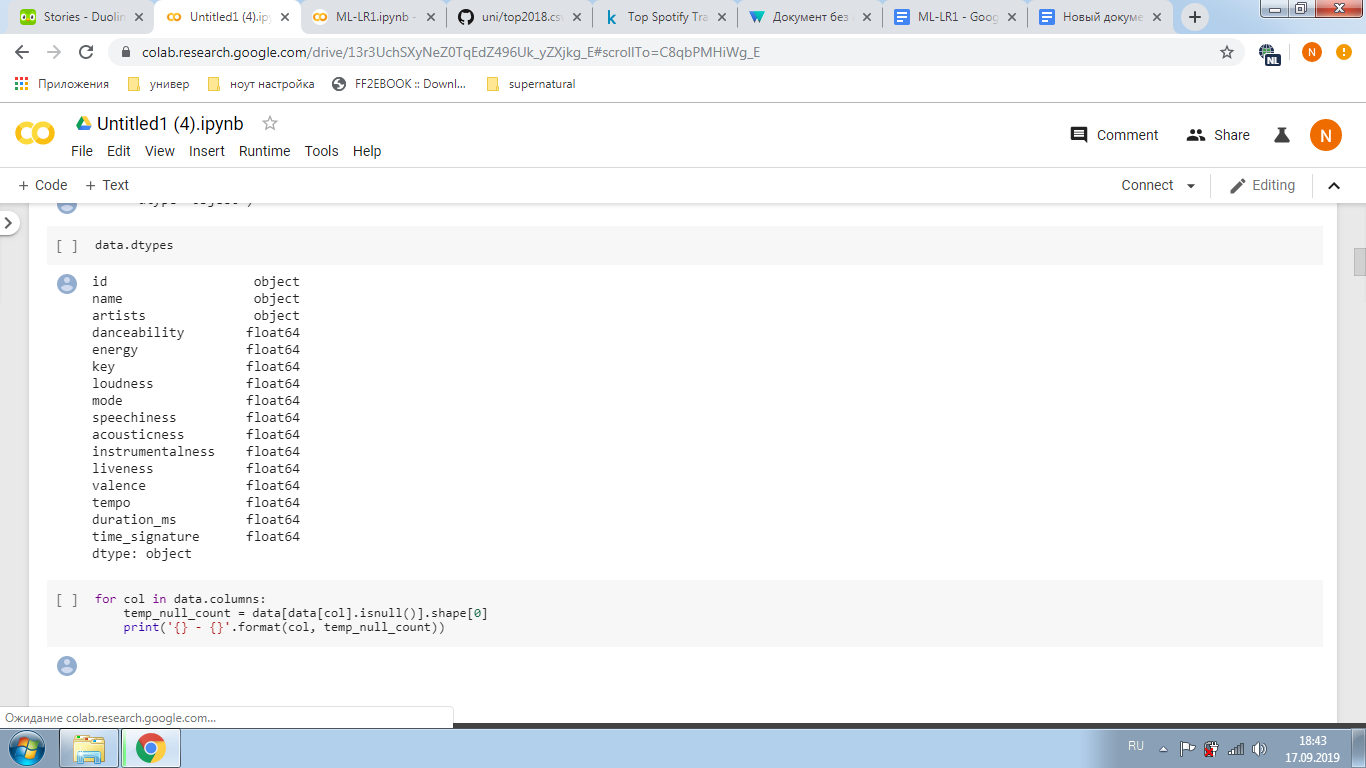 Stories - Duolin
Untitled1 (4).ipy
ML-LR1.ipynb -
uni/top2018.csv
Top Spotify Tra
Документ без
ML-LR1 - Goog
Новый докуме
colab.research.google.com/drive/13r3UchSXyNeZ0TqEdZ496Uk_yZXjkg_E#scrollTo=C8qbPMHiWg_E
NL
N
Приложения
универ
ноут настройка
FF2EBOOK :: Downl...
supernatural
Untitled1 (4).ipynb
Comment
Share
N
File Edit View Insert Runtime Tools Help
+ Code + Text
Connect
Editing
[ ] data.dtypes
id object
name object
artists object
danceability float64
energy float64
key float64
loudness float64
mode float64
speechiness float64
acousticness float64
instrumentalness float64
liveness float64
valence float64
tempo float64
duration_ms float64
time_signature float64
dtype: object
[ ] for col in data.columns:
temp_null_count = data[data[col].isnull()].shape[0]
print('{} - {}'.format(col, temp_null_count))
Ожидание colab.research.google.com...
RU
18:43
17.09.2019